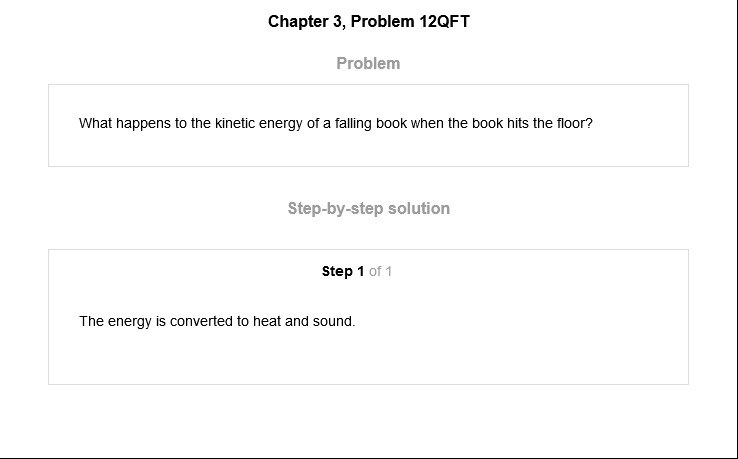 Chapter 3, Problem 12QFT
Problem
What happens to the kinetic energy of a falling book when the book hits the floor?
Step-by-step solution
Step 1 of 1
The energy is converted to heat and sound.